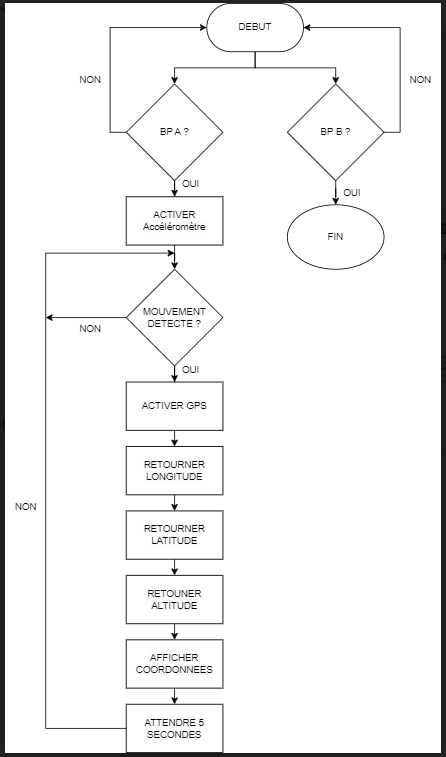 DEBUT
NON
NON
BP A ?
BP B ?
OUI
OUI
ACTIVER
Accéléromètre
FIN
MOUVEMENT
DETECTE ?
NON
OUI
ACTIVER GPS
RETOURNER
LONGITUDE
NON
RETOURNER
LATITUDE
RETOUNER
ALTITUDE
AFFICHER
COORDONNEES
ATTENDRE 5
SECONDES